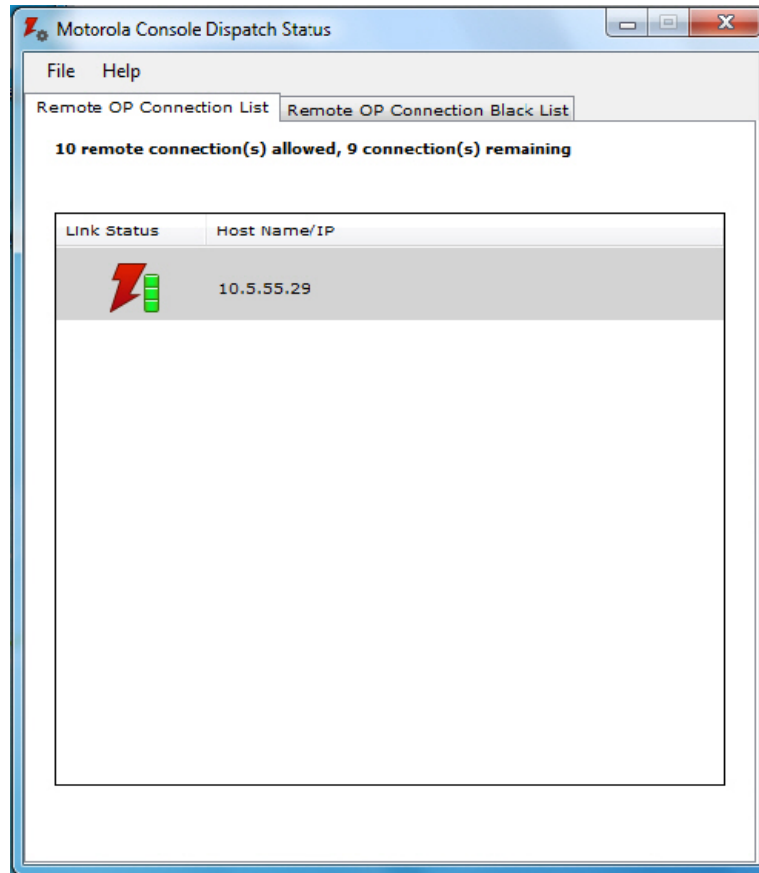 Motorola Console Dispatch Status
File Help
Remote OP Connection List Remote OP Connection Black List
10 remote connection(s) allowed, 9 connection(s) remaining
Link Status Host Name/IP
10.5.55.29